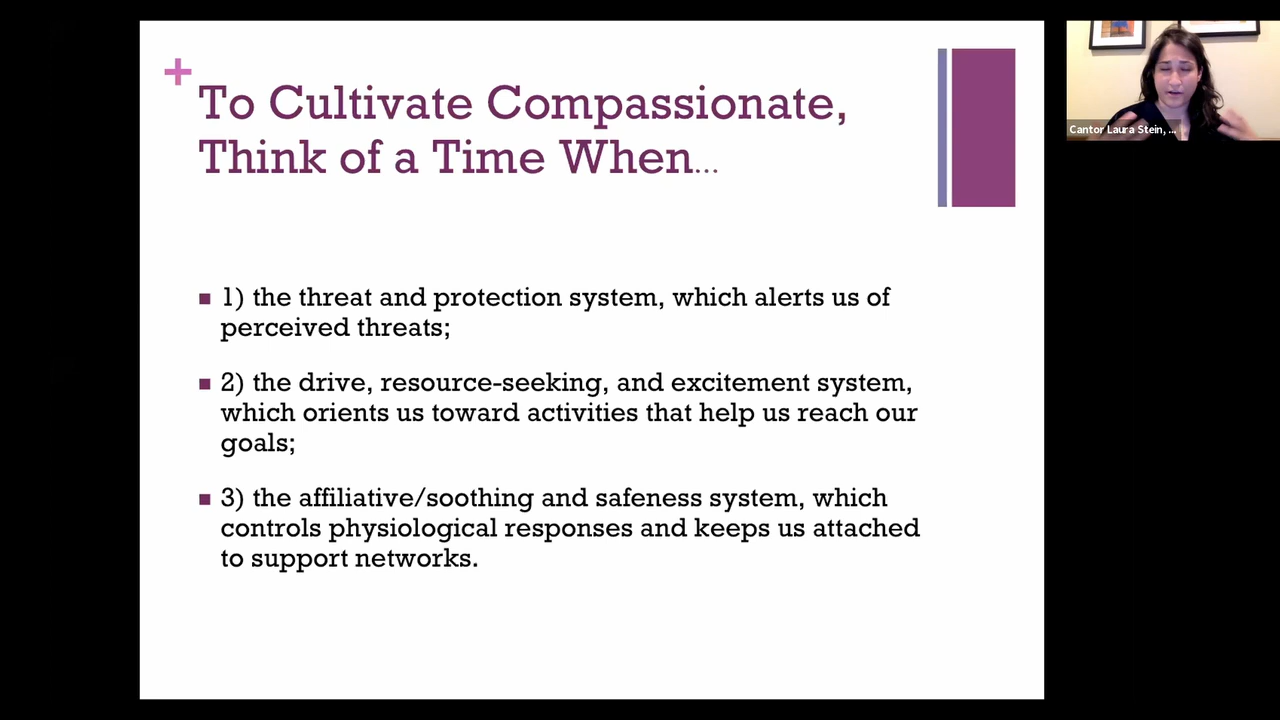 To Cultivate Compassionate,
Think of a Time When...
1) the threat and protection system, which alerts us of
perceived threats;
2) the drive, resource-seeking, and excitement system,
which orients us toward activities that help us reach our
goals;
3) the affiliative/soothing and safeness system, which
controls physiological responses and keeps us attached
to support networks.
Cantor Laura Stein, ...